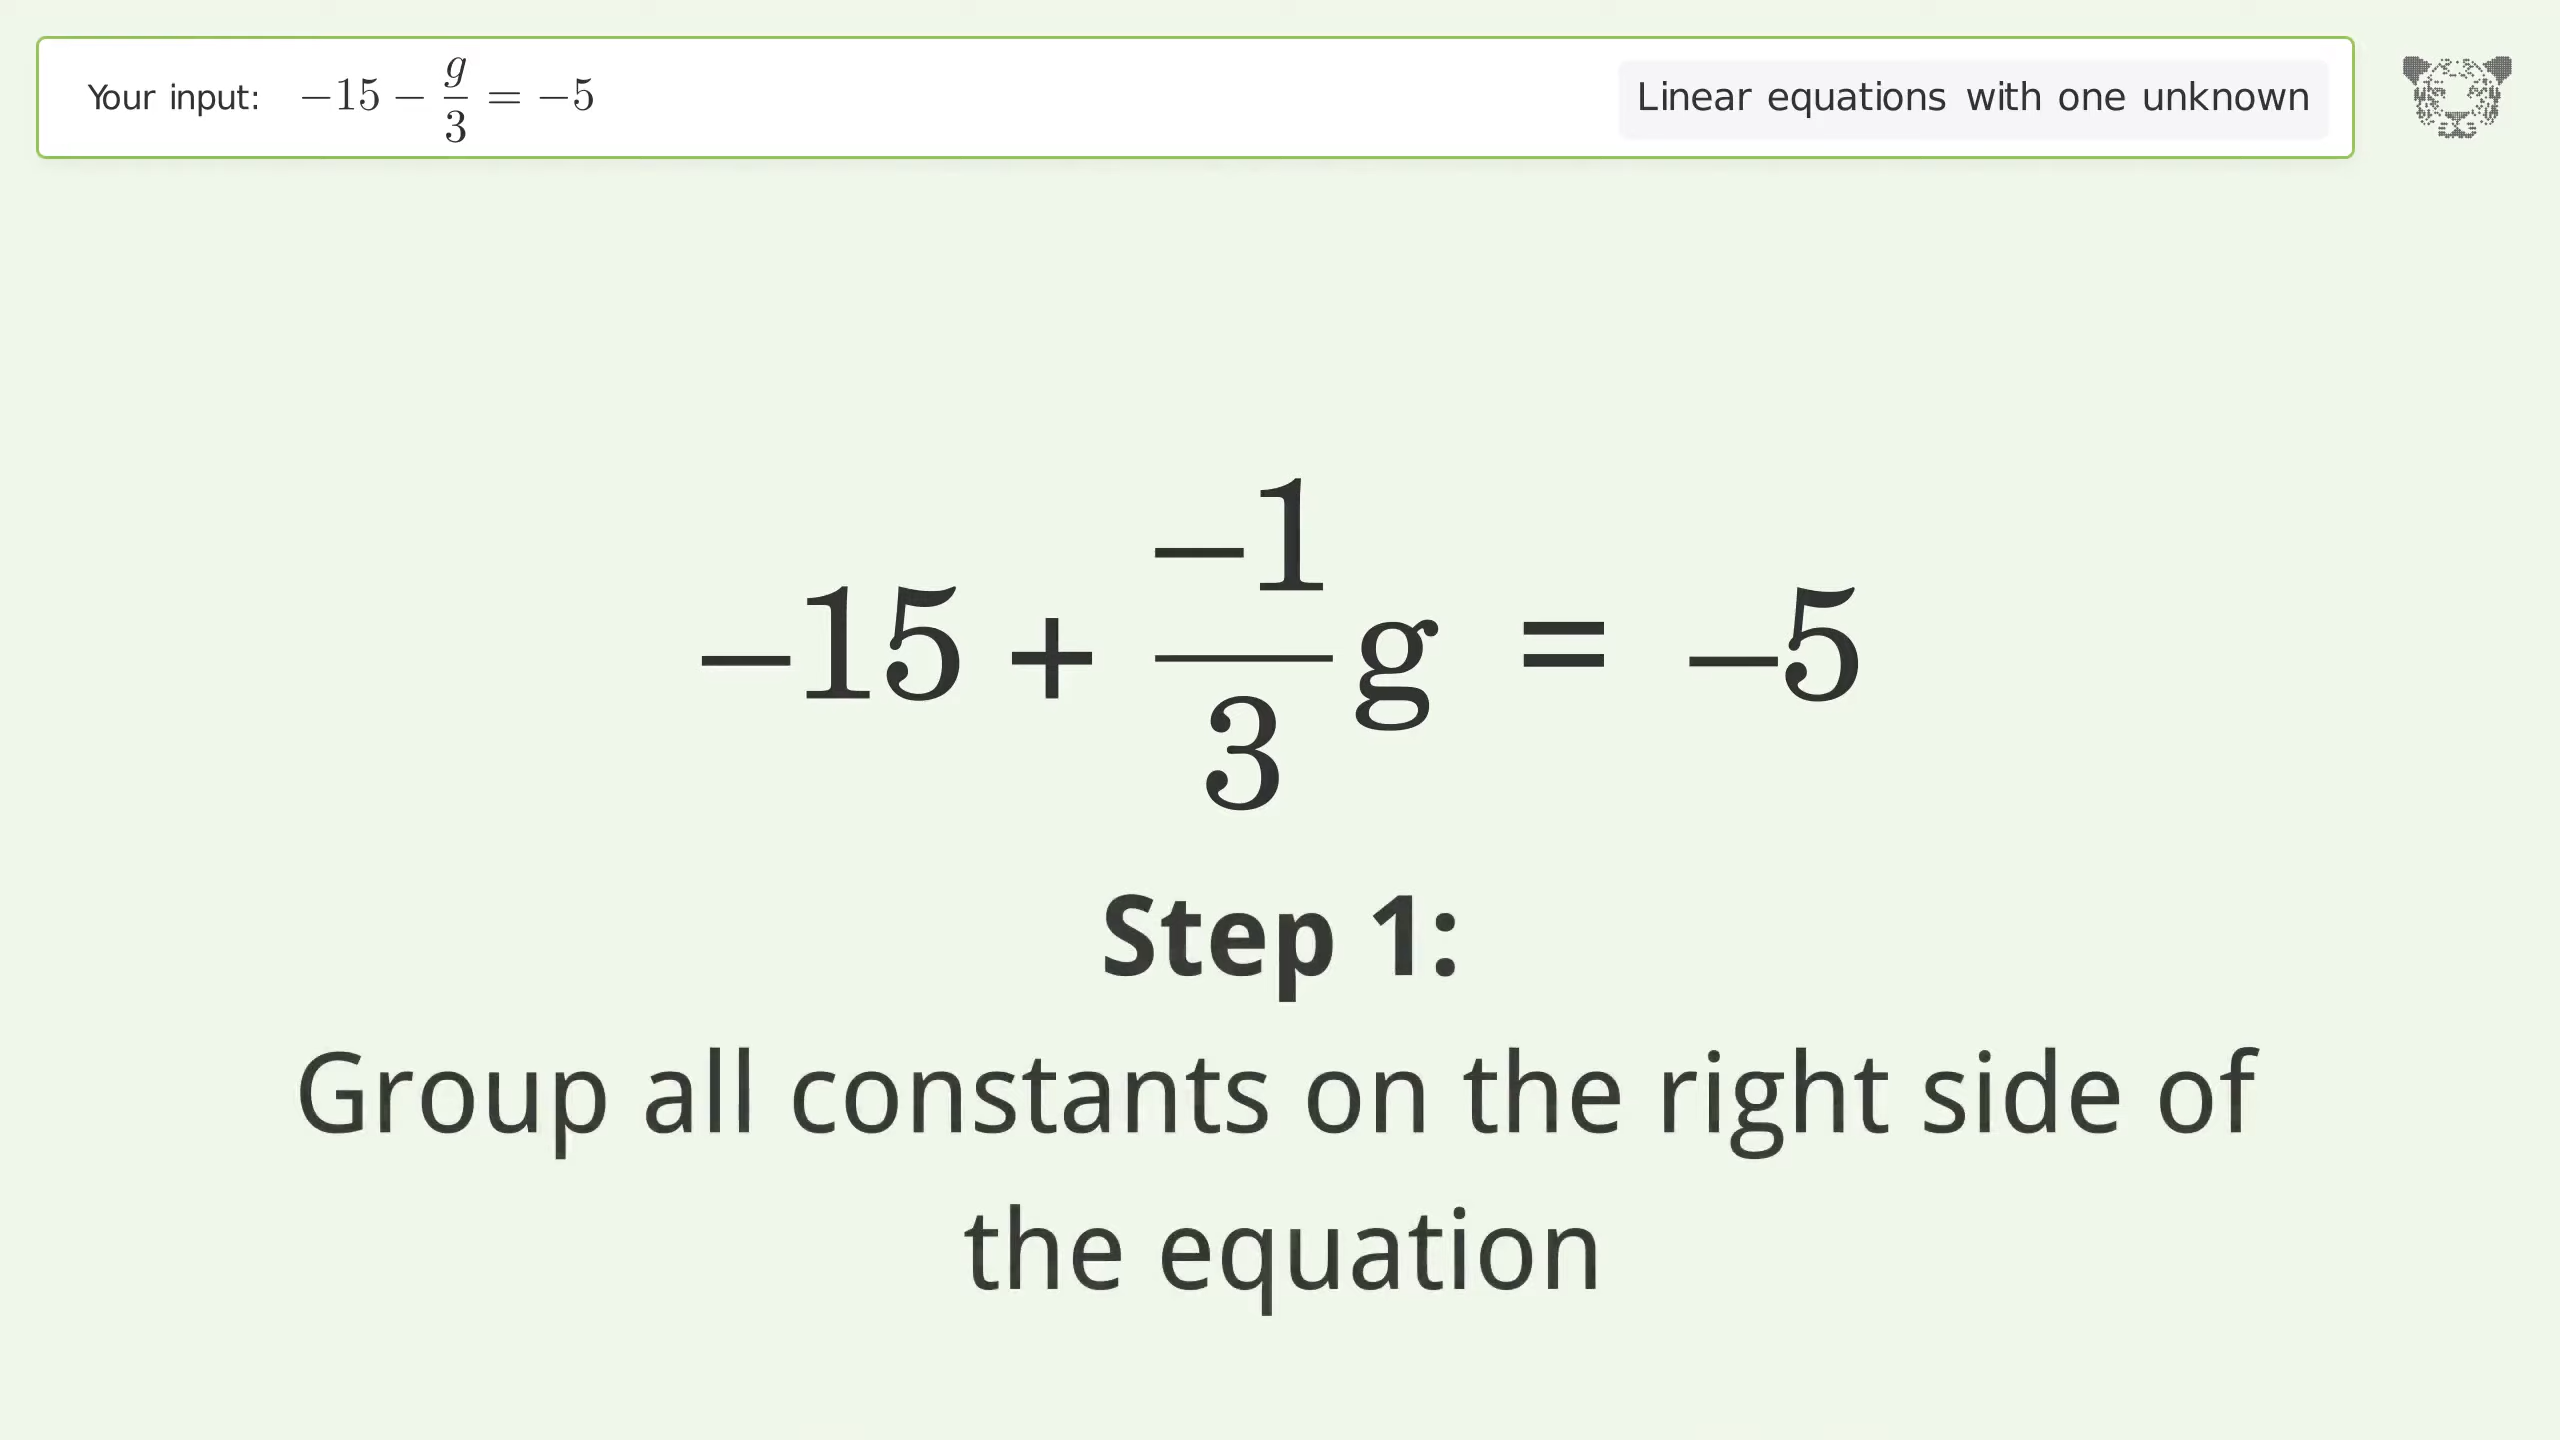 Your input: −15 − g/3 = −5
Linear equations with one unknown
−15 + −1/3 g = −5
Step 1:
Group all constants on the right side of
the equation